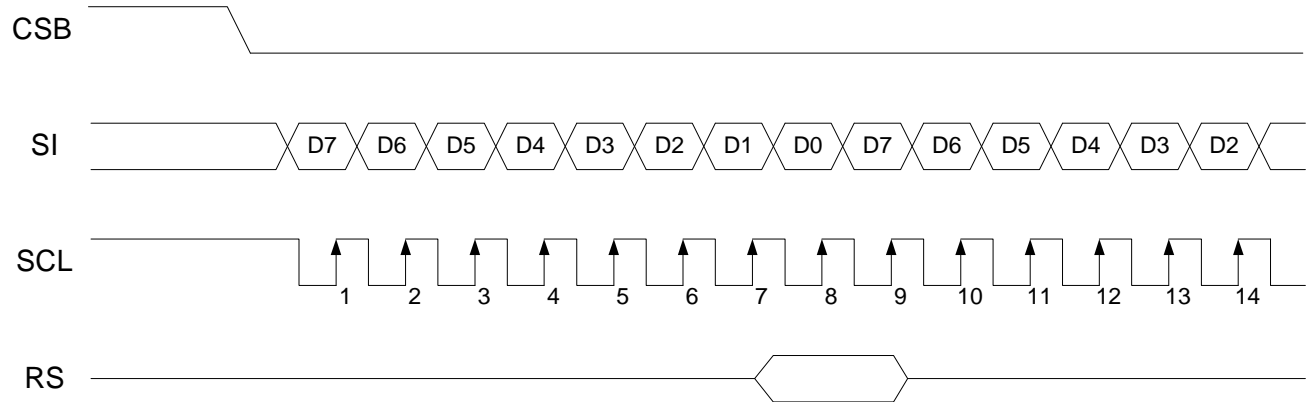 CSB
SI D7 D6 D5 D4 D3 D2 D1 D0 D7 D6 D5 D4 D3 D2
SCL
1 2 3 4 5 6 7 8 9 10 11 12 13 14
RS